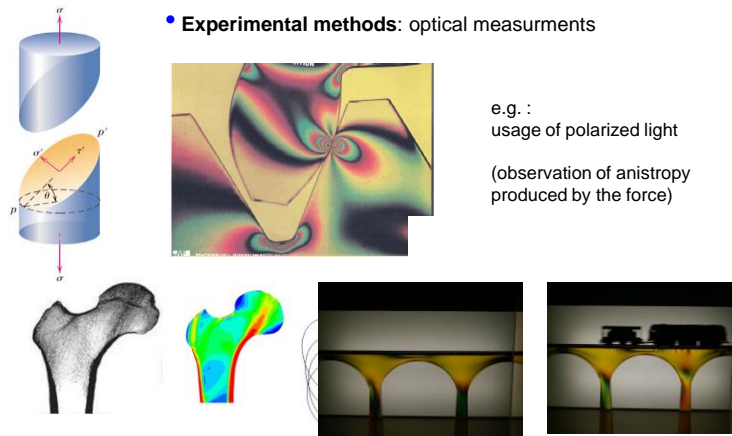 σ
• Experimental methods: optical measurments
p'
σ' τ'
θ
p
σ
e.g. :
usage of polarized light
(observation of anistropy
produced by the force)